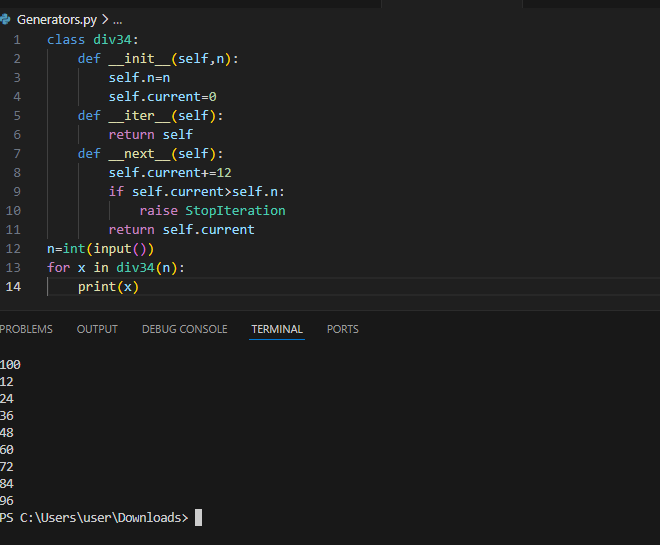 Generators.py > ...
1 class div34:
2     def __init__(self,n):
3         self.n=n
4         self.current=0
5     def __iter__(self):
6         return self
7     def __next__(self):
8         self.current+=12
9         if self.current>self.n:
10             raise StopIteration
11         return self.current
12 n=int(input())
13 for x in div34(n):
14     print(x)
PROBLEMS OUTPUT DEBUG CONSOLE TERMINAL PORTS
100
12
24
36
48
60
72
84
96
PS C:\Users\user\Downloads>